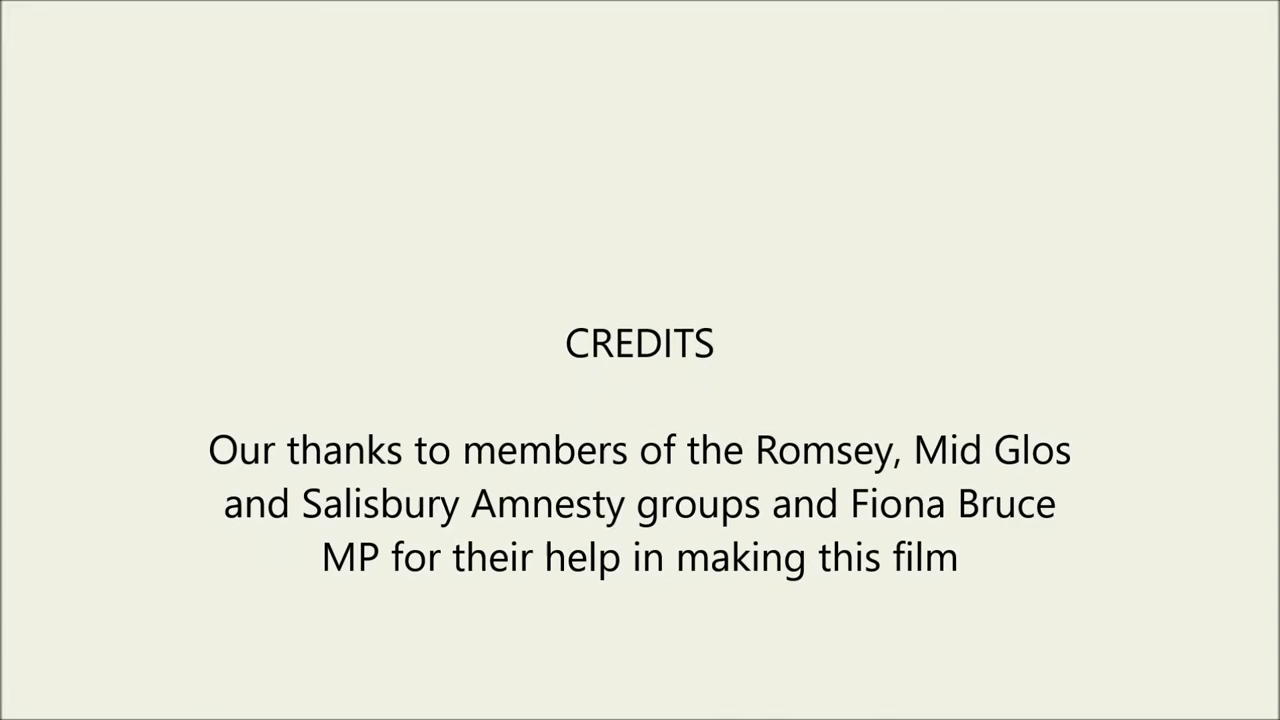 CREDITS
Our thanks to members of the Romsey, Mid Glos
and Salisbury Amnesty groups and Fiona Bruce
MP for their help in making this film